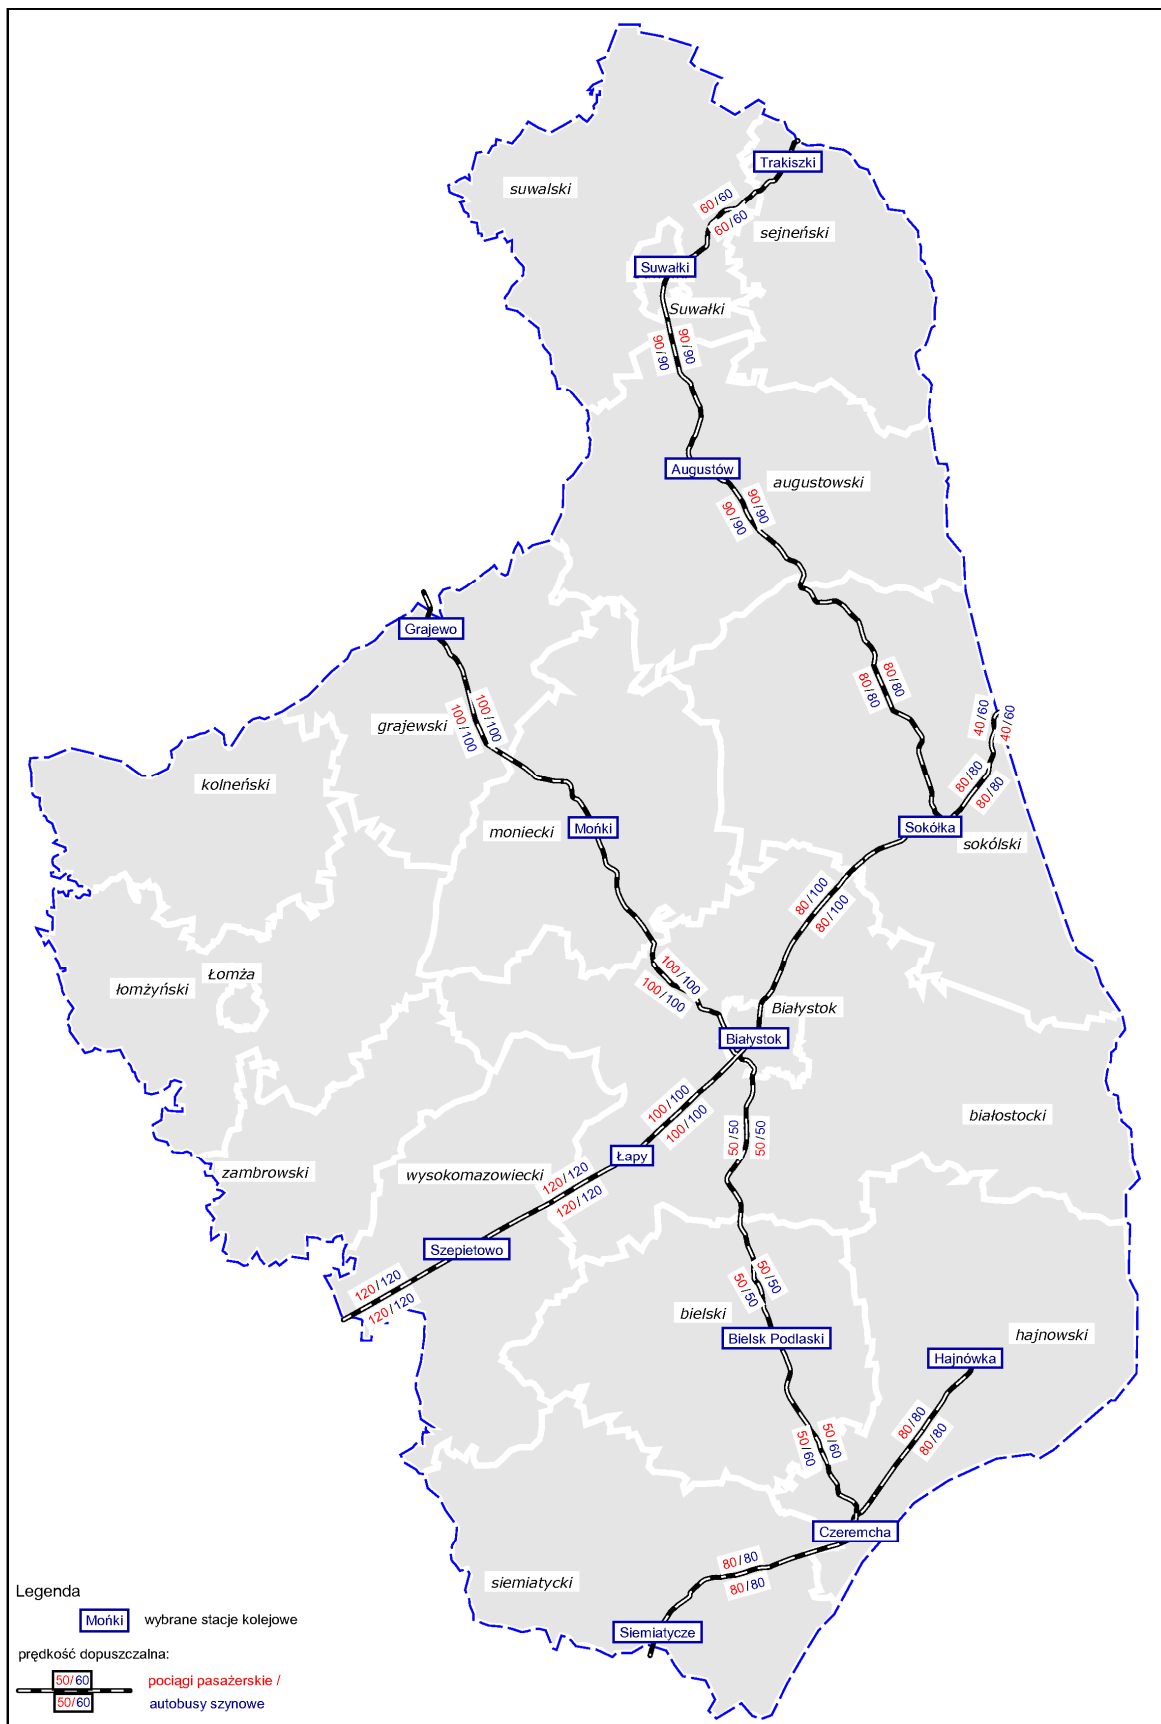 Trakiszki
suwalski
60/60
60/60
sejneński
Suwałki
Suwałki
90/90
90/90
Augustów
augustowski
90/90
90/90
Grajewo
80/80
80/80
100/100
100/100
grajewski
40/60
40/60
kolneński
80/80
80/80
moniecki
Mońki
Sokółka
sokólski
80/100
80/100
Łomża
łomżyński
100/100
100/100
Białystok
Białystok
100/100
100/100
białostocki
50/50
50/50
Łapy
zambrowski
wysokomazowiecki
120/120
120/120
Szepietowo
120/120
120/120
50/50
50/50
bielski
Bielsk Podlaski
hajnowski
Hajnówka
80/80
80/80
50/60
50/60
Czeremcha
80/80
80/80
siemiatycki
Siemiatycze
Legenda
Mońki wybrane stacje kolejowe
prędkość dopuszczalna:
50/60 pociągi pasażerskie /
50/60 autobusy szynowe